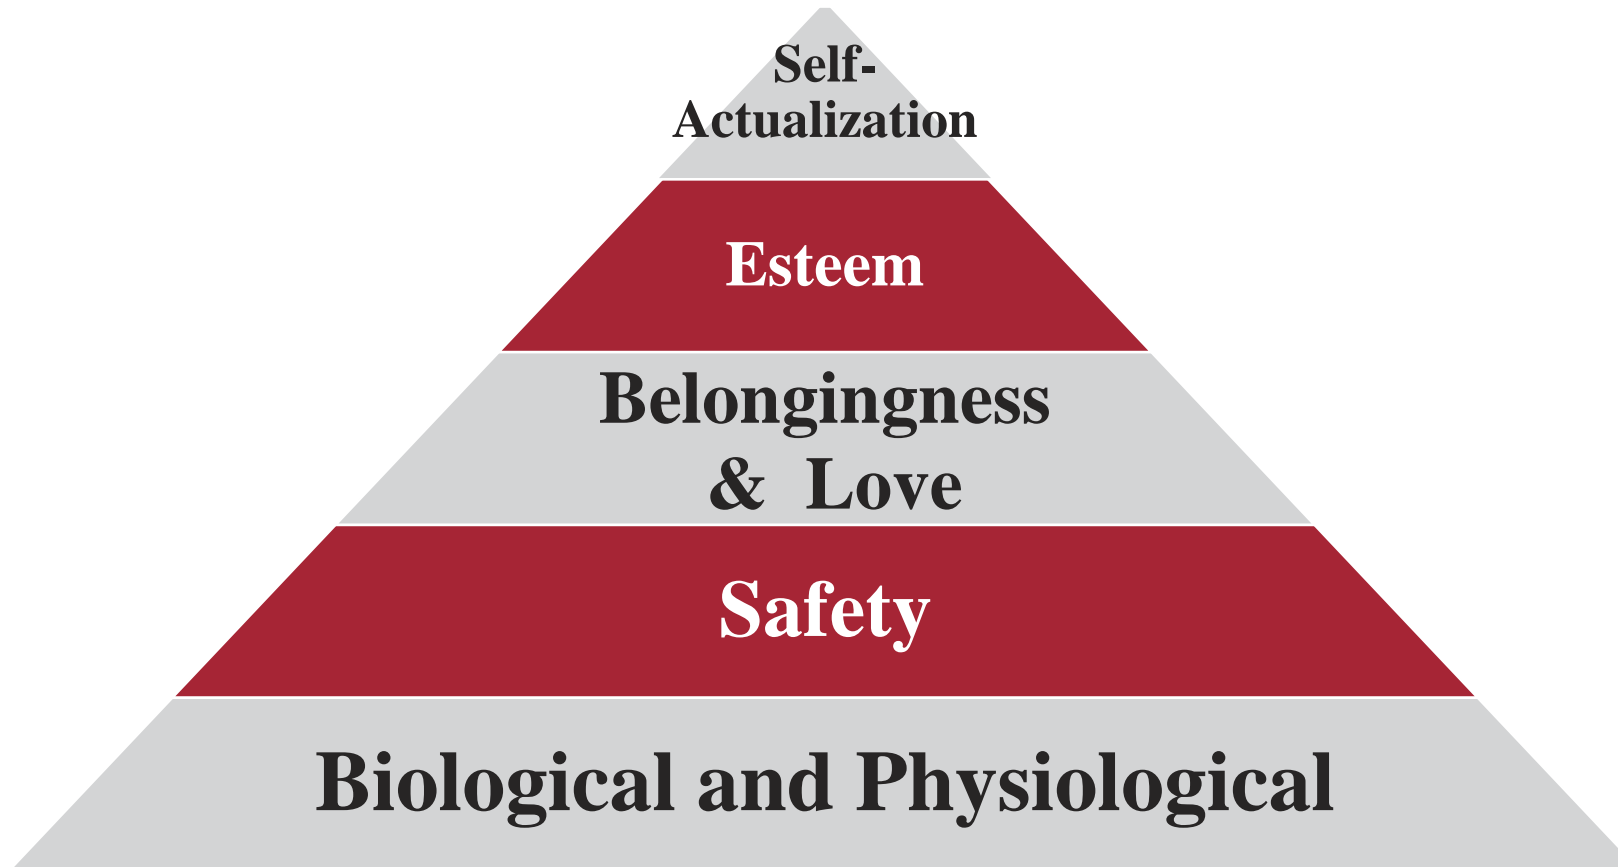 Self-
Actualization
Esteem
Belongingness
& Love
Safety
Biological and Physiological